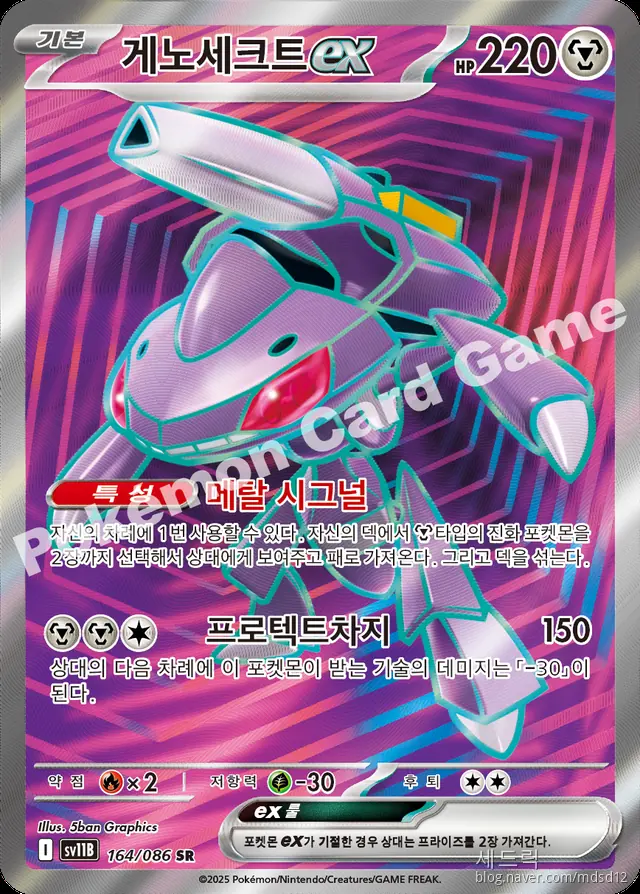 기본 게노세크트 ex HP 220
Pokémon Card Game
특성 메탈 시그널
자신의 차례에 1번 사용할 수 있다. 자신의 덱에서 타입의 진화 포켓몬을
2장까지 선택해서 상대에게 보여주고 패로 가져온다. 그리고 덱을 섞는다.
프로텍트차지 150
상대의 다음 차례에 이 포켓몬이 받는 기술의 데미지는 「-30」이
된다.
약점 ×2 저항력 -30 후퇴
ex 룰
포켓몬 ex가 기절한 경우 상대는 프라이즈를 2장 가져간다.
Illus. 5ban Graphics
I sv11B 164/086 SR
©2025 Pokémon/Nintendo/Creatures/GAME FREAK.
세드릭
blog.naver.com/mdsd12